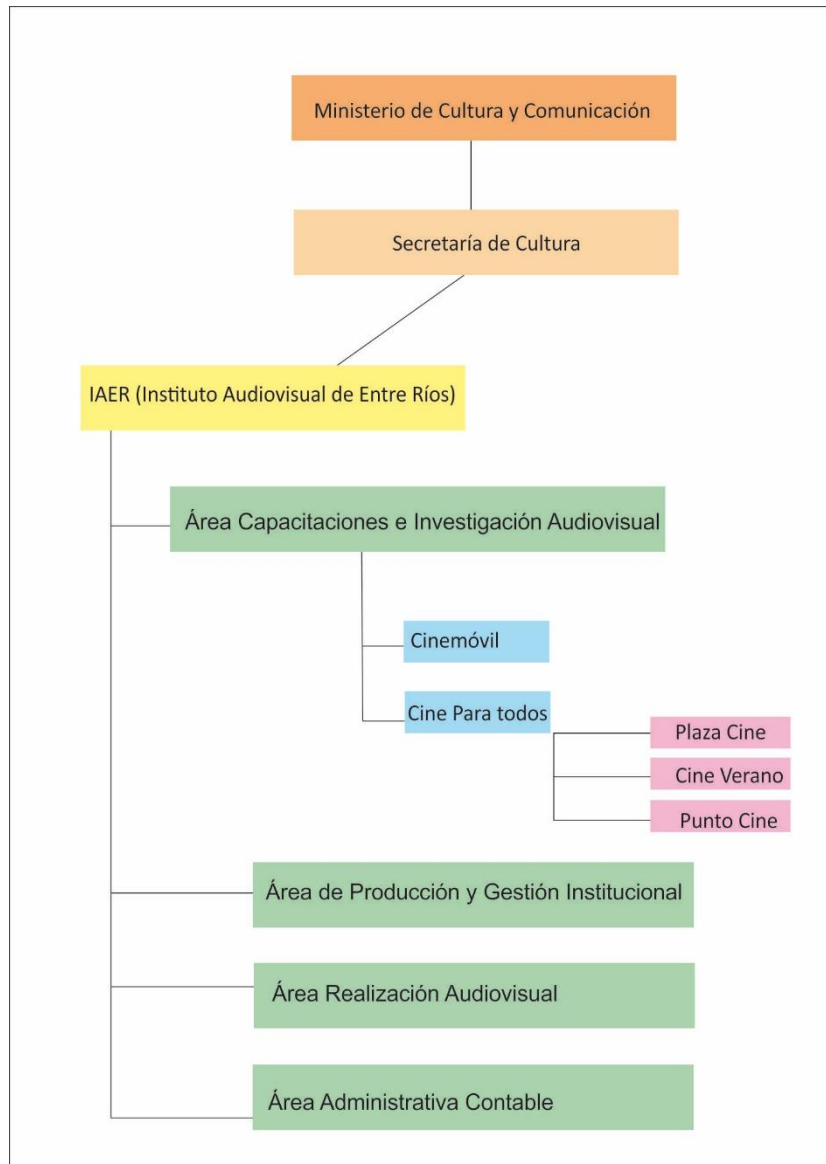 Ministerio de Cultura y Comunicación
Secretaría de Cultura
IAER (Instituto Audiovisual de Entre Ríos)
Área Capacitaciones e Investigación Audiovisual
Cinemóvil
Cine Para todos
Plaza Cine
Cine Verano
Punto Cine
Área de Producción y Gestión Institucional
Área Realización Audiovisual
Área Administrativa Contable